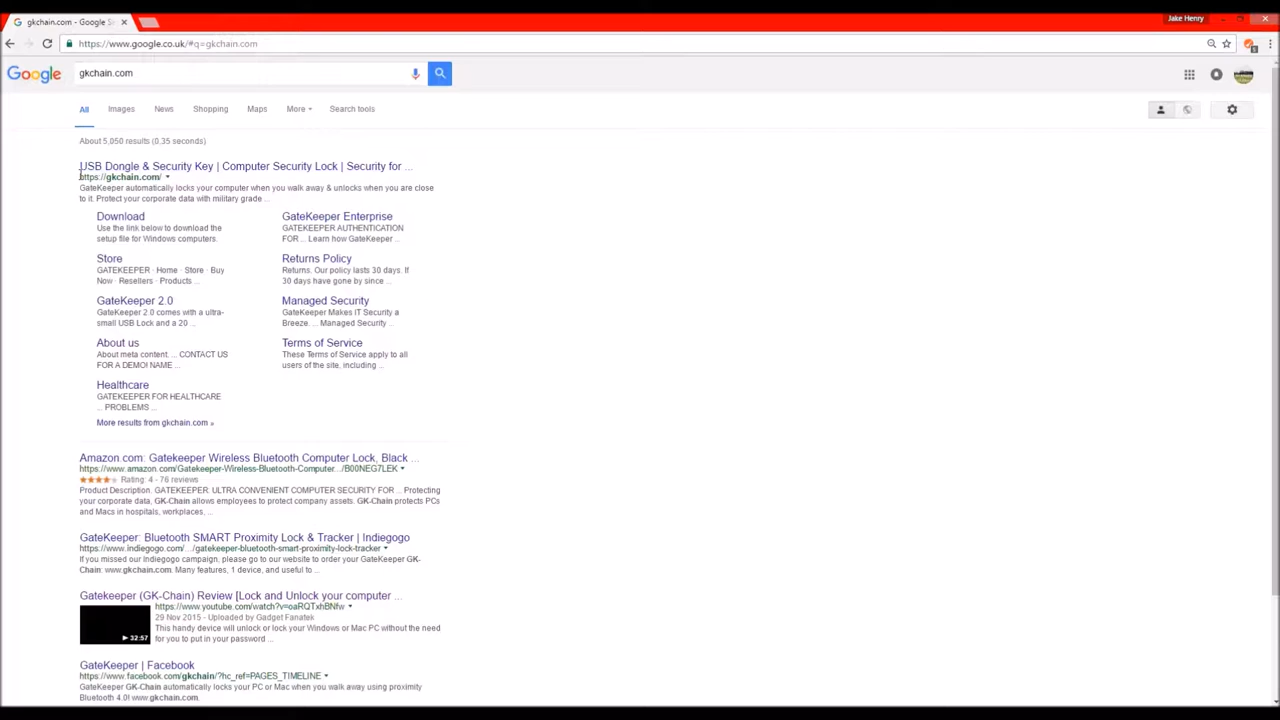 gkchain.com - Google S
Jake Henry
https://www.google.co.uk/#q=gkchain.com
Google
gkchain.com
All Images News Shopping Maps More Search tools
About 5,050 results (0.35 seconds)
USB Dongle & Security Key | Computer Security Lock | Security for ...
https://gkchain.com/
GateKeeper automatically locks your computer when you walk away & unlocks when you are close
to it. Protect your corporate data with military grade ...
Download
Use the link below to download the
setup file for Windows computers.
GateKeeper Enterprise
GATEKEEPER AUTHENTICATION
FOR ... Learn how GateKeeper ...
Store
GATEKEEPER · Home · Store · Buy
Now · Resellers · Products ...
Returns Policy
Returns. Our policy lasts 30 days. If
30 days have gone by since ...
GateKeeper 2.0
GateKeeper 2.0 comes with a ultra-
small USB Lock and a 20 ...
Managed Security
GateKeeper Makes IT Security a
Breeze. ... Managed Security ...
About us
About meta content. ... CONTACT US
FOR A DEMO! NAME ...
Terms of Service
These Terms of Service apply to all
users of the site, including ...
Healthcare
GATEKEEPER FOR HEALTHCARE
... PROBLEMS ...
More results from gkchain.com »
Amazon.com: Gatekeeper Wireless Bluetooth Computer Lock, Black ...
https://www.amazon.com/Gatekeeper-Wireless-Bluetooth-Computer.../B00NEG7LEK
Rating: 4 - 76 reviews
Product Description. GATEKEEPER: ULTRA CONVENIENT COMPUTER SECURITY FOR ... Protecting
your corporate data, GK-Chain allows employees to protect company assets. GK-Chain protects PCs
and Macs in hospitals, workplaces, ...
GateKeeper: Bluetooth SMART Proximity Lock & Tracker | Indiegogo
https://www.indiegogo.com/.../gatekeeper-bluetooth-smart-proximity-lock-tracker
If you missed our Indiegogo campaign, please go to our website to order your GateKeeper GK-
Chain: www.gkchain.com. Many features, 1 device, and useful to ...
Gatekeeper (GK-Chain) Review [Lock and Unlock your computer ...
https://www.youtube.com/watch?v=oaRQTxhBNfw
29 Nov 2015 - Uploaded by Gadget Fanatek
This handy device will unlock or lock your Windows or Mac PC without the need
for you to put in your password ...
32:57
GateKeeper | Facebook
https://www.facebook.com/gkchain/?hc_ref=PAGES_TIMELINE
GateKeeper GK-Chain automatically locks your PC or Mac when you walk away using proximity
Bluetooth 4.0! www.gkchain.com.